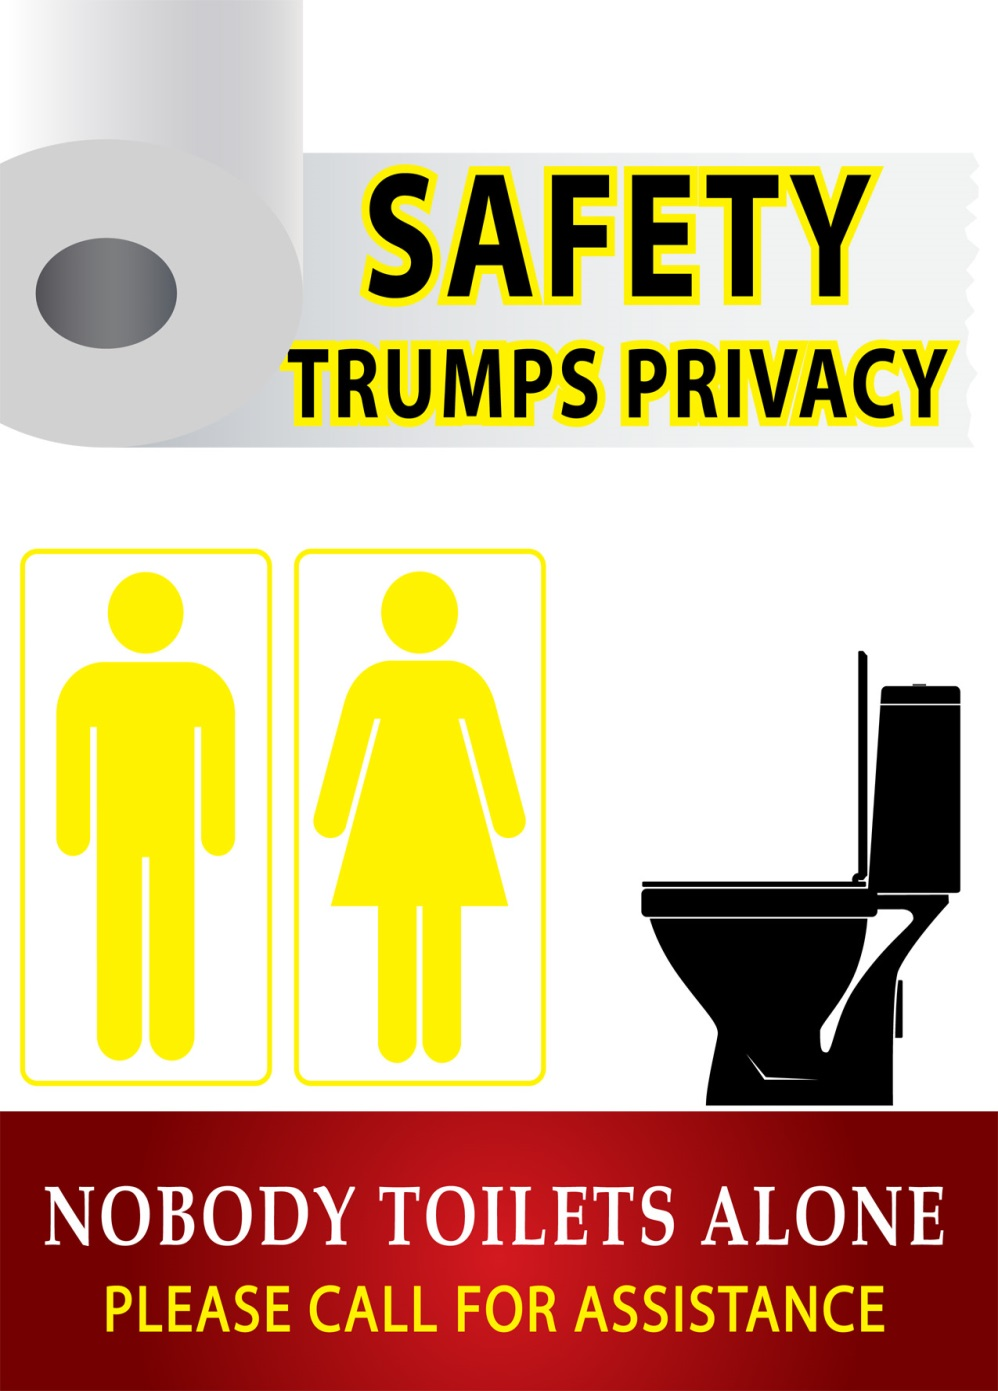 SAFETY
TRUMPS PRIVACY
NOBODY TOILETS ALONE
PLEASE CALL FOR ASSISTANCE